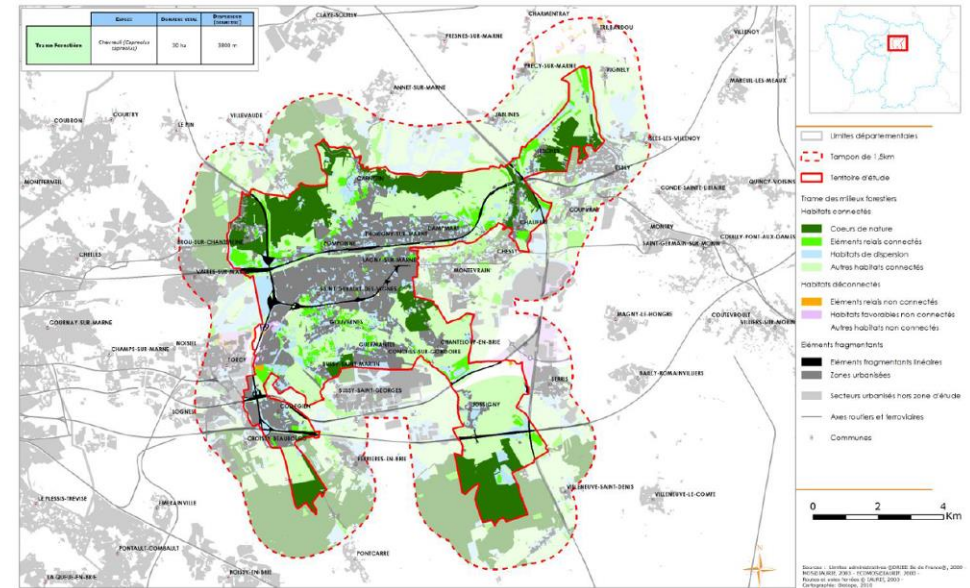 ESPECE
DOMAINE VITAL
DISPERSION
Trame Forestière
Chevreuil (Capreolus capreolus)
30 ha
3000 m
CLAYE-SOUILLY
CHARMENTRAY
FRESNES-SUR-MARNE
VILLENOY
PRECY-SUR-MARNE
VIGNELY
MAREUIL-LES-MEAUX
ANNET-SUR-MARNE
COUBRON
COURTRY
LE PIN
VILLEVAUDE
JABLINES
ISLES-LES-VILLENOY
MONTFERMEIL
LESCHES
ESBLY
CONDE-SAINTE-LIBIAIRE
QUINCY-VOISINS
CARNETIN
COUPVRAY
CHALIFERT
DAMPMART
THORIGNY-SUR-MARNE
BROU-SUR-CHANTEREINE
POMPONNE
MONTRY
COUILLY-PONT-AUX-DAMES
SAINT-GERMAIN-SUR-MORIN
CHELLES
CHESSY
LAGNY-SUR-MARNE
VAIRES-SUR-MARNE
MONTEVRAIN
SAINT-THIBAULT-DES-VIGNES
GOURNAY-SUR-MARNE
GOUVERNES
MAGNY-LE-HONGRE
COUTEVROULT
VILLIERS-SUR-MORIN
CHAMPS-SUR-MARNE
NOISIEL
GUERMANTES
CHANTELOUP-EN-BRIE
CONCHES-SUR-GONDOIRE
TORCY
BUSSY-SAINT-MARTIN
BAILLY-ROMAINVILLIERS
SERRIS
BUSSY-SAINT-GEORGES
LOGNES
COLLEGIEN
JOSSIGNY
CROISSY-BEAUBOURG
FERRIERES-EN-BRIE
VILLENEUVE-SAINT-DENIS
VILLENEUVE-LE-COMTE
LE PLESSIS-TREVISE
EMERAINVILLE
PONTAULT-COMBAULT
PONTCARRE
ROISSY-EN-BRIE
LA QUEUE-EN-BRIE
Limites départementales
Tampon de 1,5km
Territoire d'étude
Trame des milieux forestiers
Habitats connectés
Coeurs de nature
Eléments relais connectés
Habitats de dispersion
Autres habitats connectés
Habitats déconnectés
Eléments relais non connectés
Habitats favorables non connectés
Autres habitats non connectés
Eléments fragmentants
Eléments fragmentants linéaires
Zones urbanisées
Secteurs urbanisés hors zone d'étude
Axes routiers et ferroviaires
Communes
0 2 4
Km